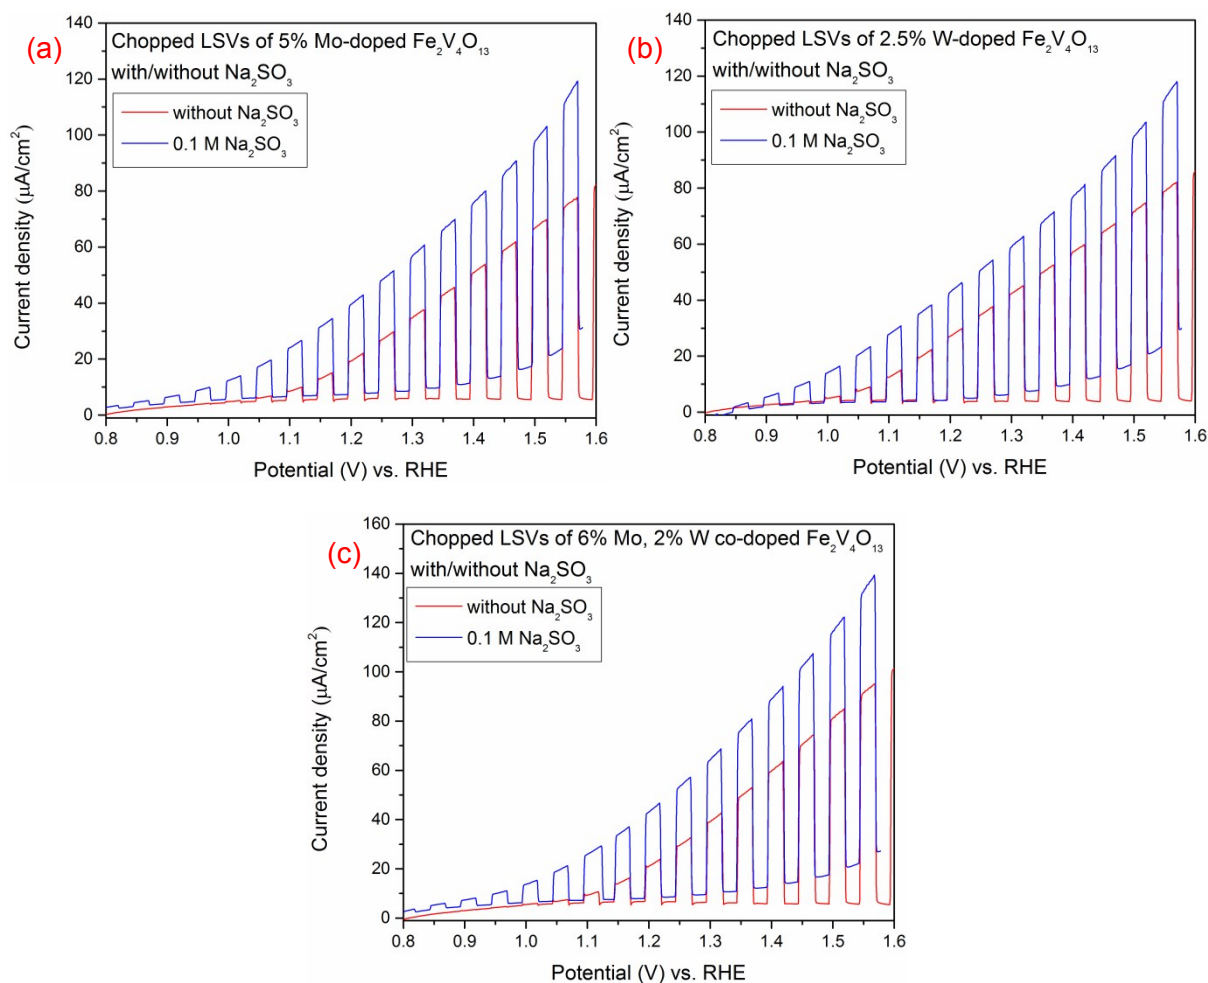 (a)
Chopped LSVs of 5% Mo-doped Fe₂V₄O₁₃
with/without Na₂SO₃
without Na₂SO₃
0.1 M Na₂SO₃
Current density (μA/cm²)
140
120
100
80
60
40
20
0
0.8 0.9 1.0 1.1 1.2 1.3 1.4 1.5 1.6
Potential (V) vs. RHE
(b)
Chopped LSVs of 2.5% W-doped Fe₂V₄O₁₃
with/without Na₂SO₃
without Na₂SO₃
0.1 M Na₂SO₃
Current density (μA/cm²)
140
120
100
80
60
40
20
0
0.8 0.9 1.0 1.1 1.2 1.3 1.4 1.5 1.6
Potential (V) vs. RHE
(c)
Chopped LSVs of 6% Mo, 2% W co-doped Fe₂V₄O₁₃
with/without Na₂SO₃
without Na₂SO₃
0.1 M Na₂SO₃
Current density (μA/cm²)
160
140
120
100
80
60
40
20
0
0.8 0.9 1.0 1.1 1.2 1.3 1.4 1.5 1.6
Potential (V) vs. RHE